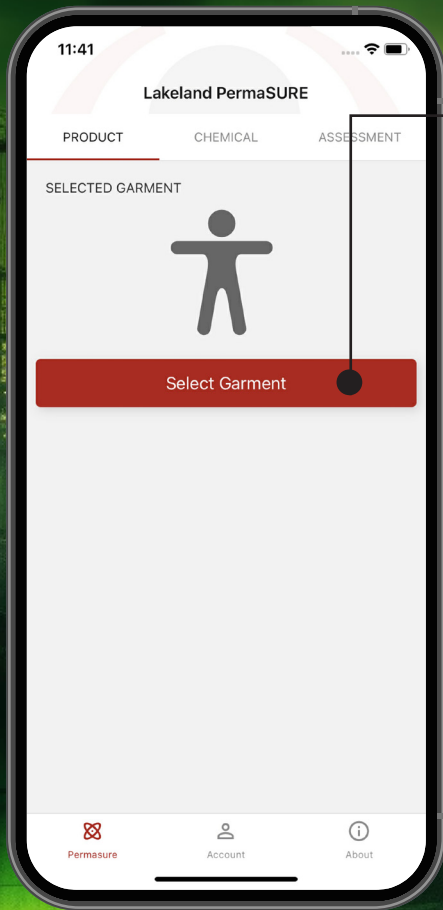 11:41
Lakeland PermaSURE
PRODUCT CHEMICAL ASSESSMENT
SELECTED GARMENT
Select Garment
Permasure Account About